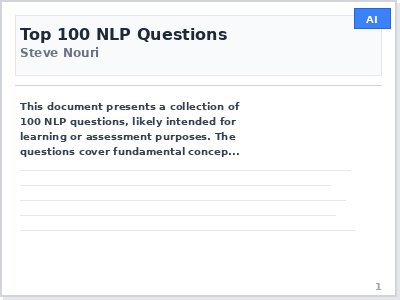 AI
Top 100 NLP Questions
Steve Nouri
This document presents a collection of
100 NLP questions, likely intended for
learning or assessment purposes. The
questions cover fundamental concep...
1